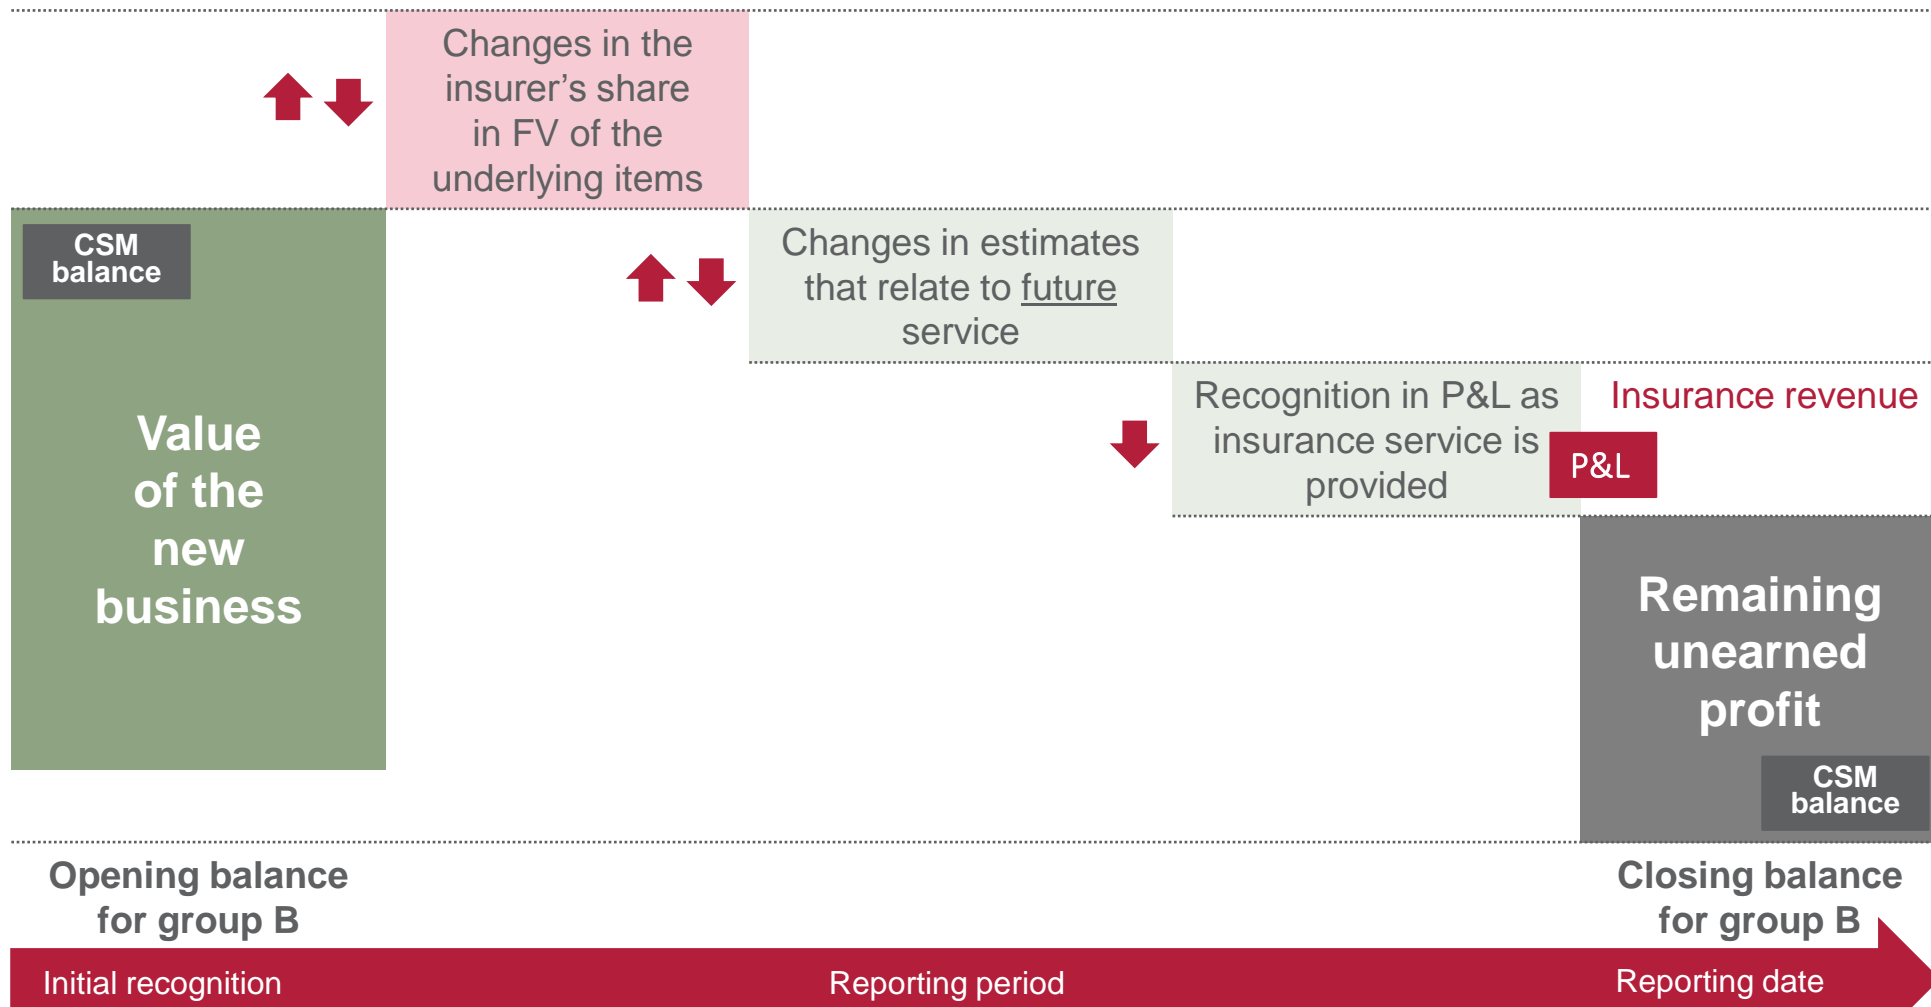 Changes in the
insurer’s share
in FV of the
underlying items
CSM
balance
Value
of the
new
business
Changes in estimates
that relate to future
service
Recognition in P&L as
insurance service is
provided
P&L
Insurance revenue
Remaining
unearned
profit
CSM
balance
Opening balance
for group B
Closing balance
for group B
Initial recognition
Reporting period
Reporting date